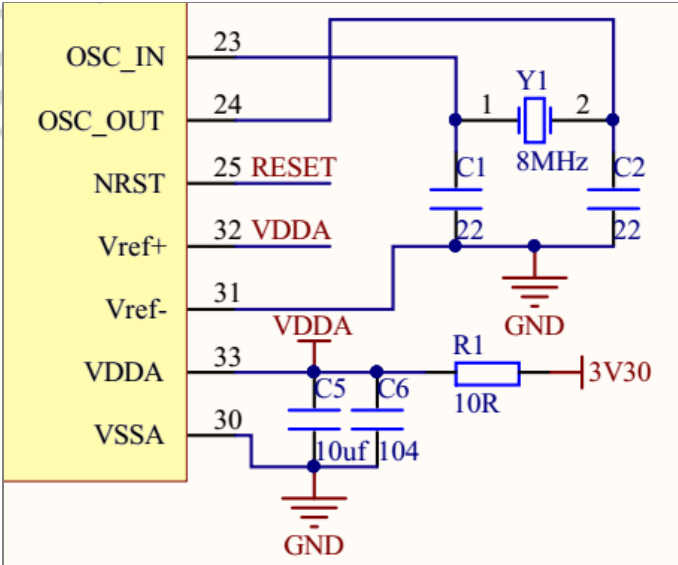 23
OSC_IN
24
OSC_OUT
25 RESET
NRST
32 VDDA
Vref+
31
Vref-
33
VDDA
30
VSSA
Y1
1
2
8MHz
C1
22
C2
22
GND
VDDA
C5
10uf
C6
104
R1
10R
3V30
GND